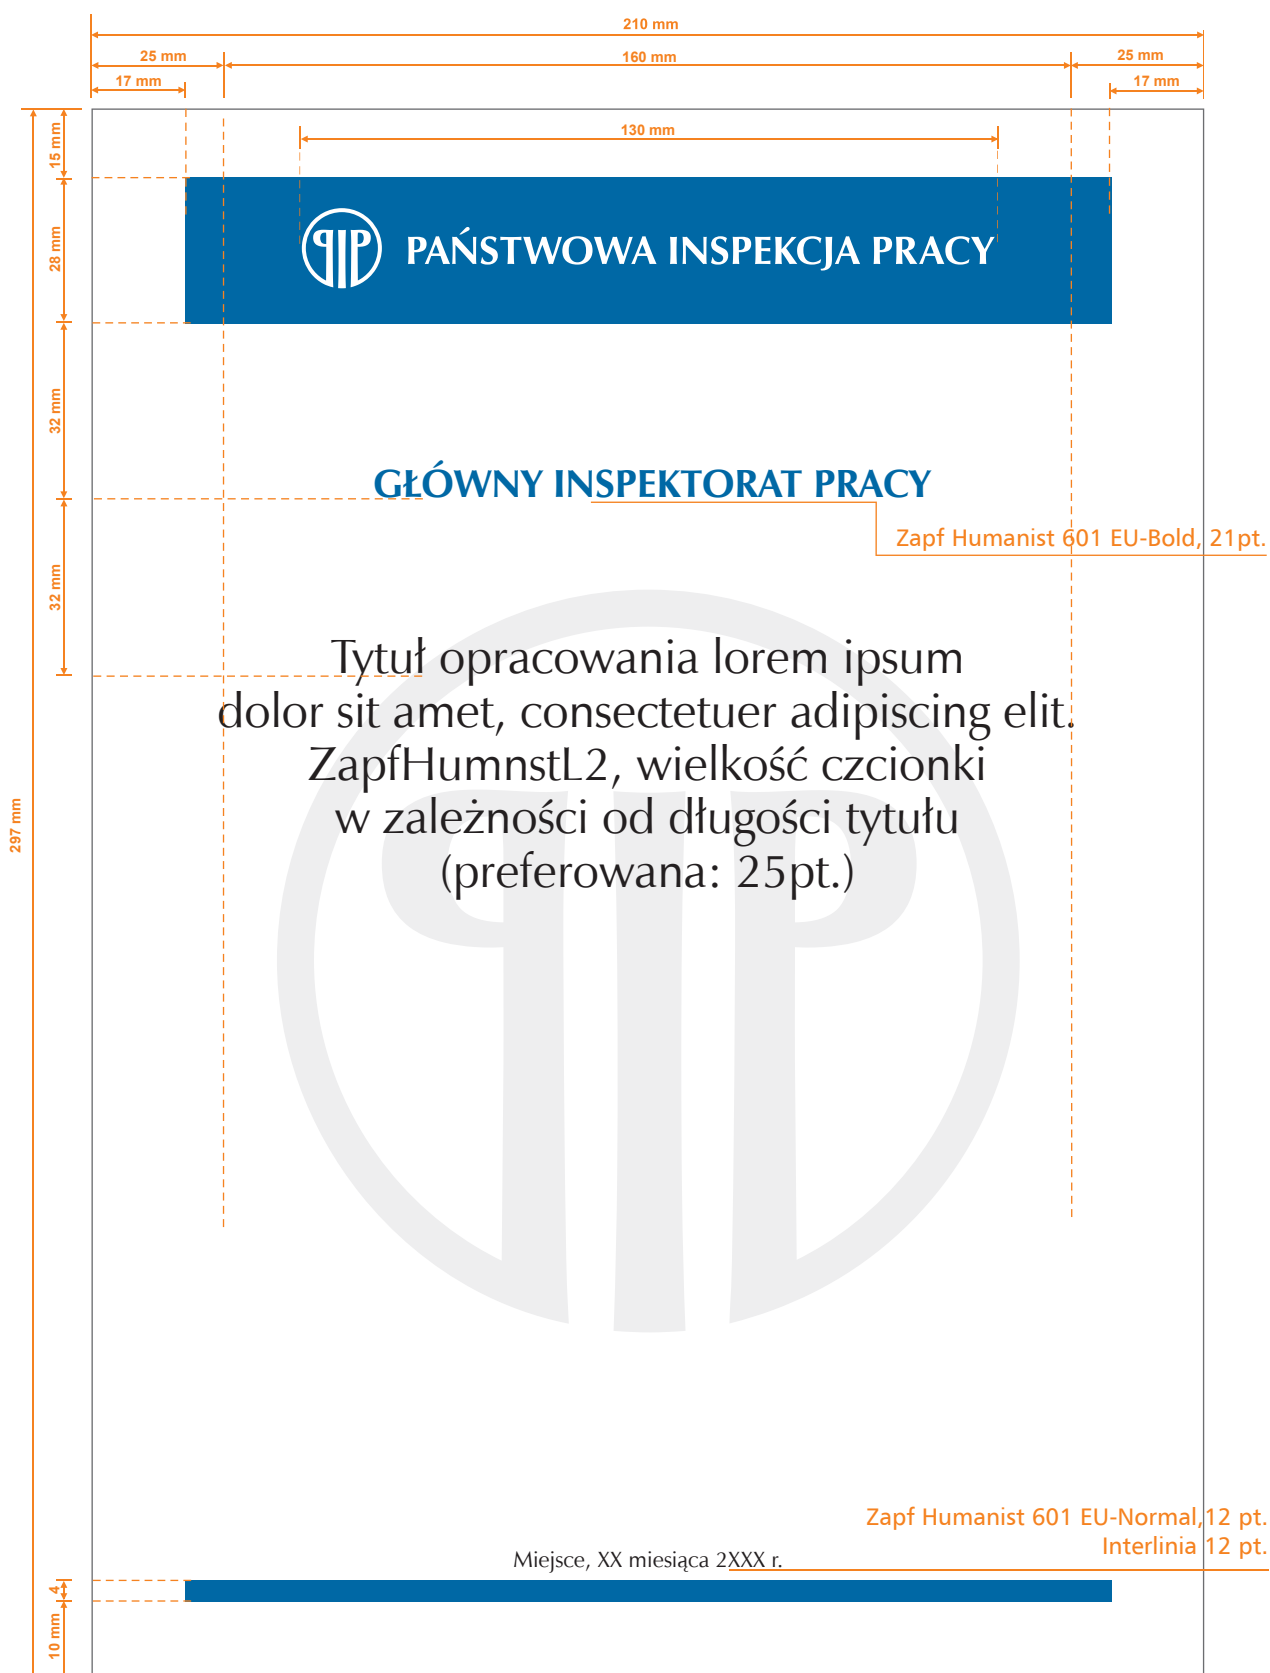 210 mm
25 mm
160 mm
25 mm
17 mm
17 mm
130 mm
15 mm
28 mm
PIP PAŃSTWOWA INSPEKCJA PRACY
32 mm
GŁÓWNY INSPEKTORAT PRACY
Zapf Humanist 601 EU-Bold, 21pt.
32 mm
Tytuł opracowania lorem ipsum
dolor sit amet, consectetuer adipiscing elit.
ZapfHumnstL2, wielkość czcionki
w zależności od długości tytułu
(preferowana: 25pt.)
297 mm
PIP
Zapf Humanist 601 EU-Normal,12 pt.
Interlinia 12 pt.
Miejsce, XX miesiąca 2XXX r.
4
10 mm